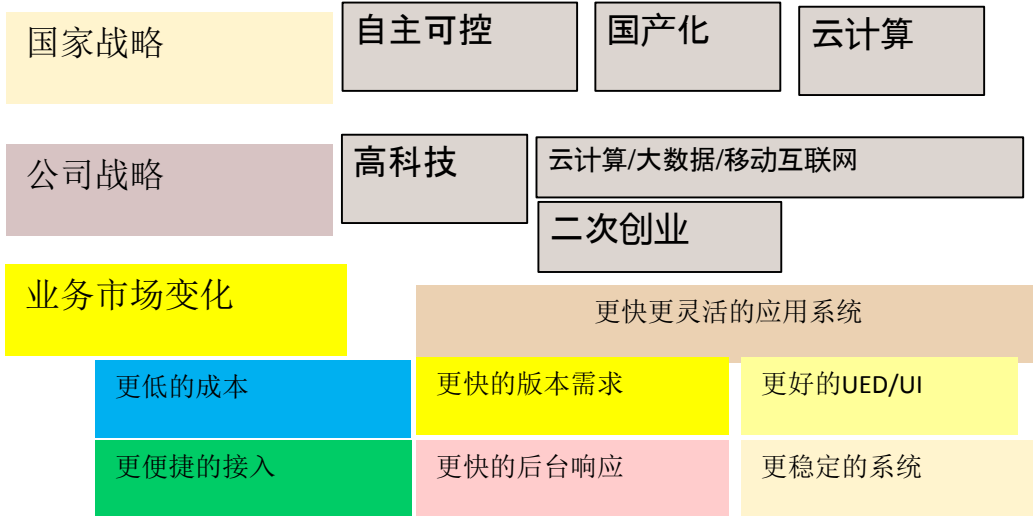 国家战略
自主可控
国产化
云计算
公司战略
高科技
云计算/大数据/移动互联网
二次创业
业务市场变化
更快更灵活的应用系统
更低的成本
更快的版本需求
更好的UED/UI
更便捷的接入
更快的后台响应
更稳定的系统